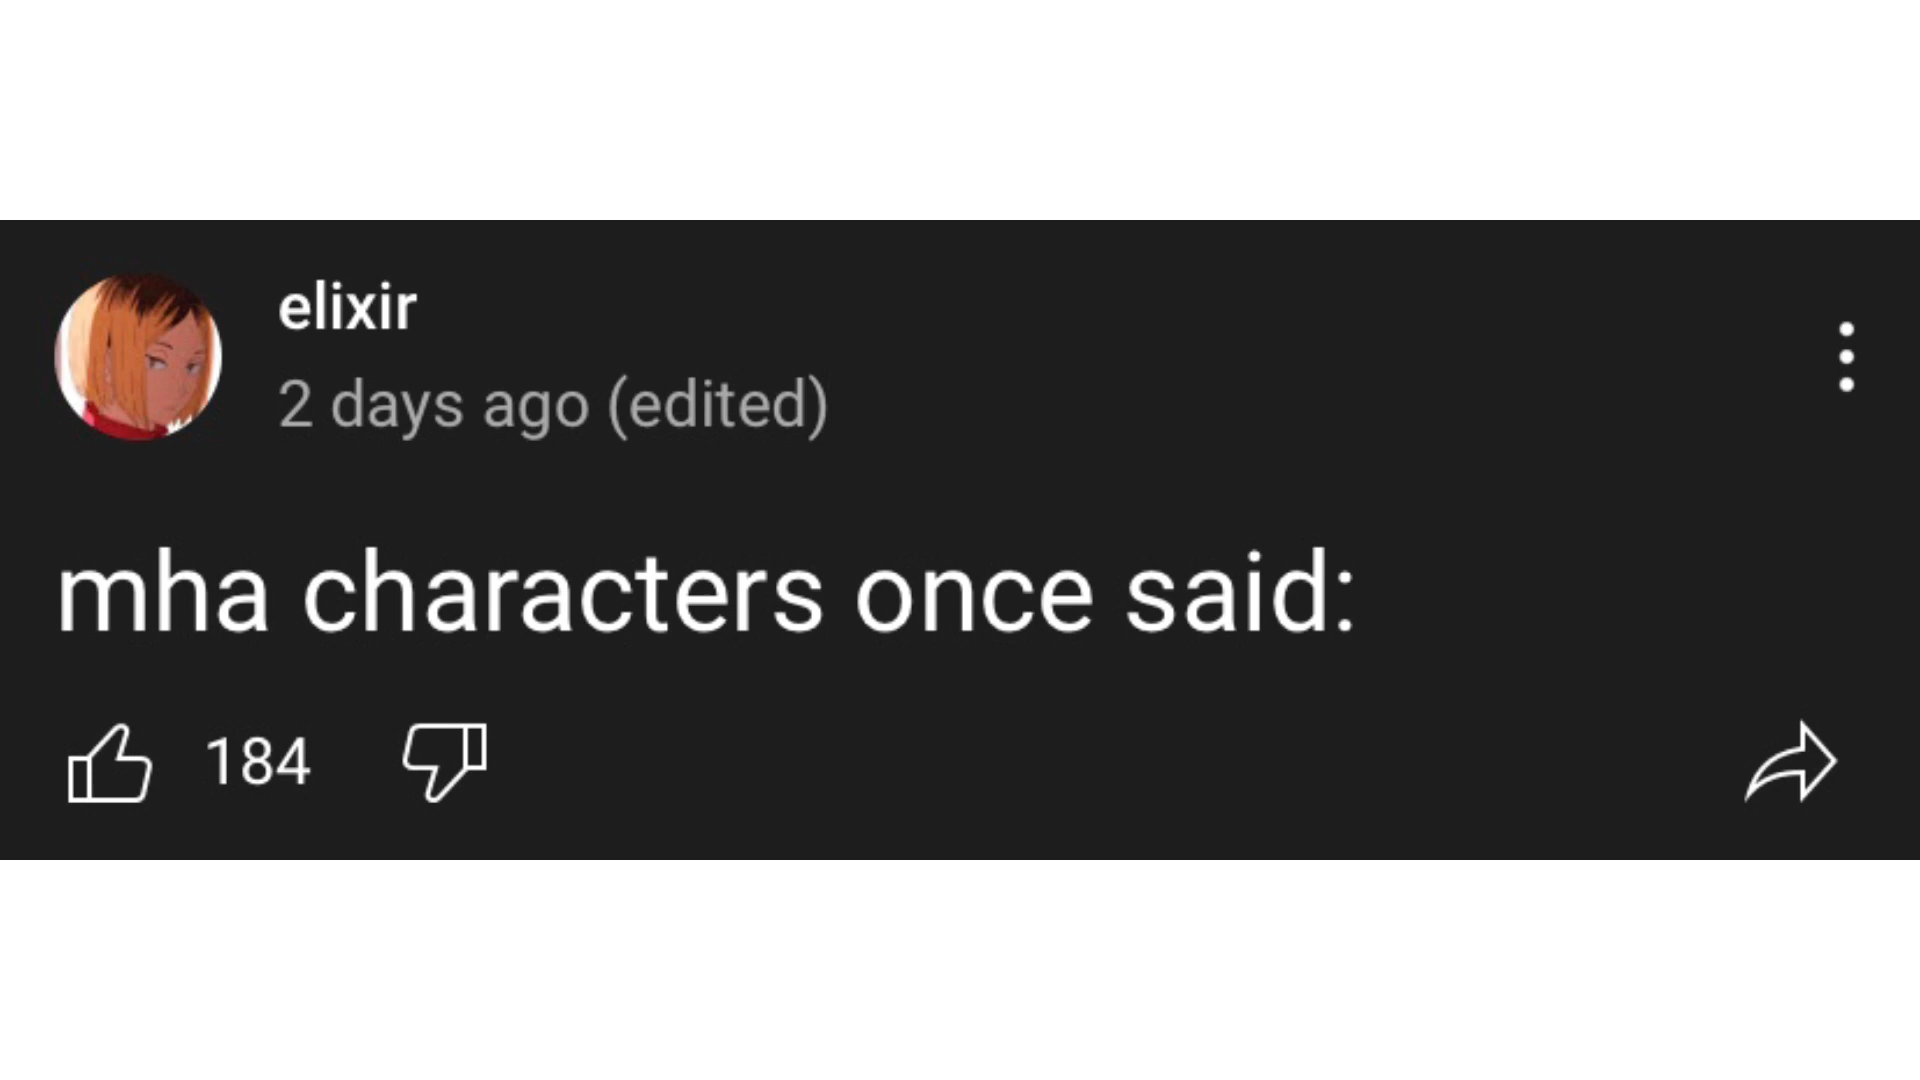 elixir
2 days ago (edited)
mha characters once said:
184